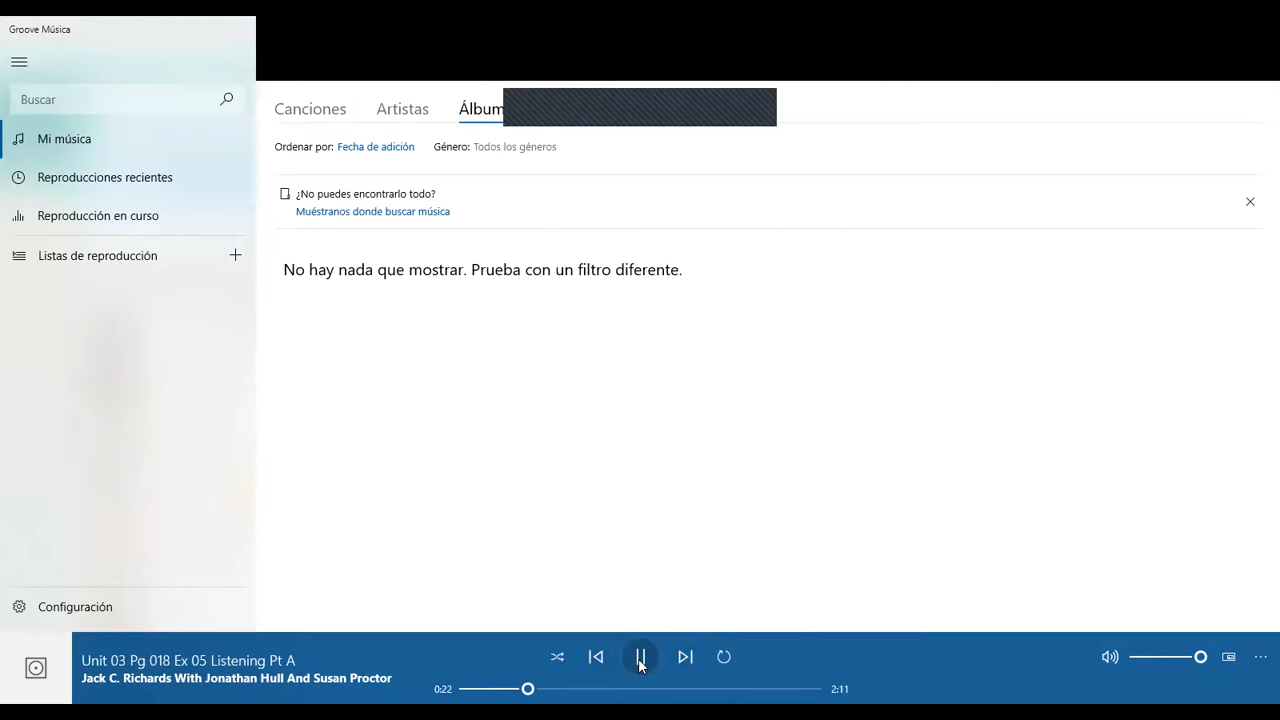 Groove Música
Buscar
Mi música
Reproducciones recientes
Reproducción en curso
Listas de reproducción
Configuración
Canciones Artistas Álbum
Ordenar por: Fecha de adición Género: Todos los géneros
¿No puedes encontrarlo todo?
Muéstranos donde buscar música
No hay nada que mostrar. Prueba con un filtro diferente.
Unit 03 Pg 018 Ex 05 Listening Pt A
Jack C. Richards With Jonathan Hull And Susan Proctor
0:22 2:11